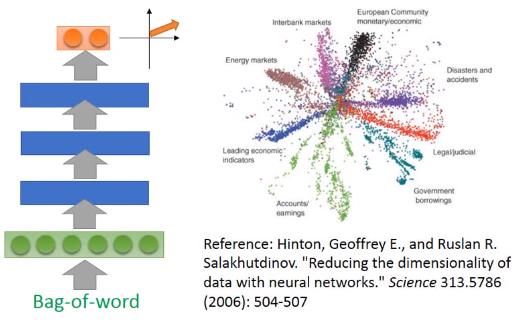 European Community
monetary/economic
Interbank markets
Energy markets
Disasters and
accidents
Leading economic
indicators
Legal/judicial
Government
borrowings
Accounts/
earnings
Bag-of-word
Reference: Hinton, Geoffrey E., and Ruslan R.
Salakhutdinov. "Reducing the dimensionality of
data with neural networks." Science 313.5786
(2006): 504-507